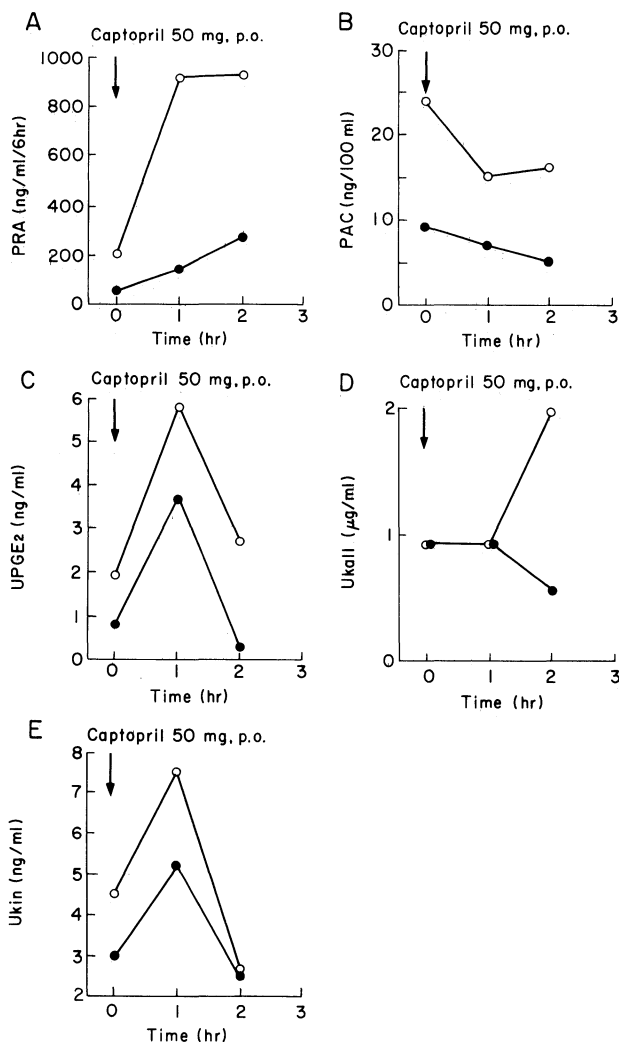 A
Captopril 50 mg, p.o.
1000
800
600
400
200
0
PRA (ng/ml/6hr)
0 1 2 3
Time (hr)
B
Captopril 50 mg, p.o.
30
20
10
0
PAC (ng/100 ml)
0 1 2 3
Time (hr)
C
Captopril 50 mg, p.o.
6
5
4
3
2
1
0
UPGE2 (ng/ml)
0 1 2 3
Time (hr)
D
Captopril 50 mg, p.o.
2
1
0
Ukall (μg/ml)
0 1 2 3
Time (hr)
E
Captopril 50 mg, p.o.
8
7
6
5
4
3
2
Ukin (ng/ml)
0 1 2 3
Time (hr)